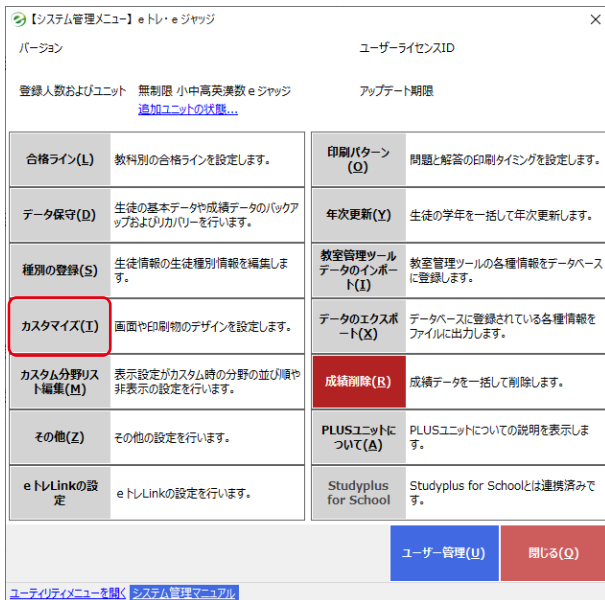 【システム管理メニュー】 eトレ・eジャッジ
バージョン
ユーザーライセンスID
登録人数およびユニット 無制限 小中高英漢数eジャッジ
アップデート期限
追加ユニットの状態...
合格ライン(L)
教科別の合格ラインを設定します。
印刷パターン
(O)
問題と解答の印刷タイミングを設定します。
データ保守(D)
生徒の基本データや成績データのバックア
ップおよびリカバリーを行います。
年次更新(Y)
生徒の学年を一括して年次更新します。
種別の登録(S)
生徒情報の生徒種別情報を編集しま
す。
教室管理ツール
データのインポー
ト(I)
教室管理ツールの各種情報をデータベース
に登録します。
カスタマイズ(T)
画面や印刷物のデザインを設定します。
データのエクスポ
ート(X)
データベースに登録されている各種情報を
ファイルに出力します。
カスタム分野リス
ト編集(M)
表示設定がカスタム時の分野の並び順や
非表示の設定を行います。
成績削除(R)
成績データを一括して削除します。
その他(Z)
その他の設定を行います。
PLUSユニットに
ついて(A)
PLUSユニットについての説明を表示しま
す。
eトレLinkの設
定
eトレLinkの設定を行います。
Studyplus
for School
Studyplus for Schoolとは連携済みで
す。
ユーザー管理(U)
閉じる(Q)
ユーティリティメニューを開く システム管理マニュアル